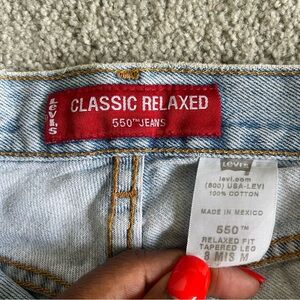 LEVI'S
CLASSIC RELAXED
550™ JEANS
Levi's
levi.com
(800) USA-LEVI
100% COTTON
MADE IN MEXICO
550™
RELAXED FIT
TAPERED LEG
8 MIS M